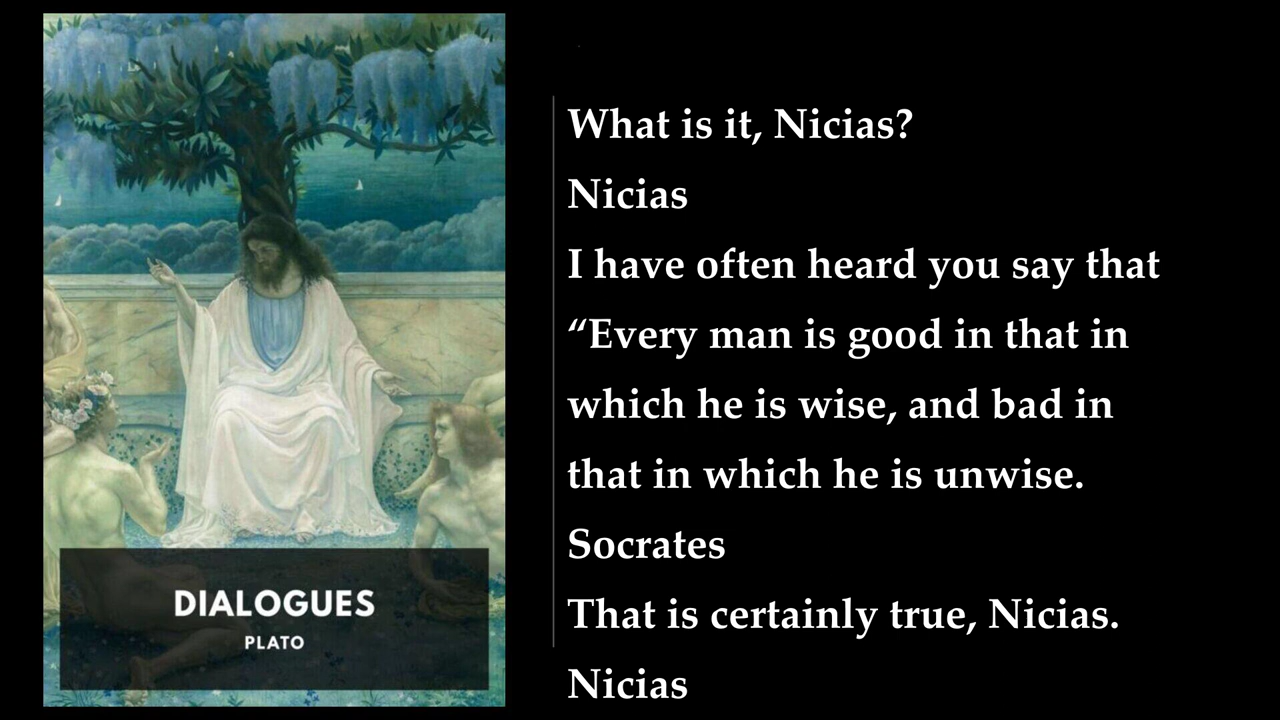 DIALOGUES
PLATO
What is it, Nicias?
Nicias
I have often heard you say that
“Every man is good in that in
which he is wise, and bad in
that in which he is unwise.
Socrates
That is certainly true, Nicias.
Nicias